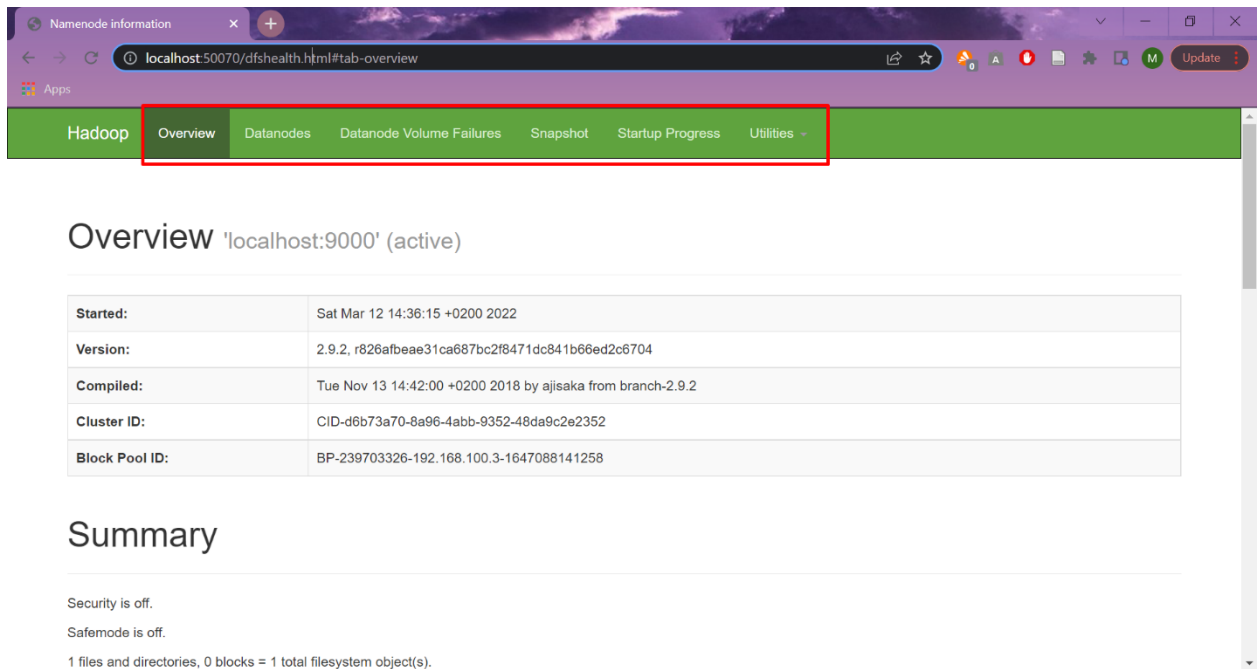 Namenode information
localhost:50070/dfshealth.html#tab-overview
0
A
M
Update
Apps
Hadoop Overview Datanodes Datanode Volume Failures Snapshot Startup Progress Utilities
Overview 'localhost:9000' (active)
Started: Sat Mar 12 14:36:15 +0200 2022
Version: 2.9.2, r826afbeae31ca687bc2f8471dc841b66ed2c6704
Compiled: Tue Nov 13 14:42:00 +0200 2018 by ajisaka from branch-2.9.2
Cluster ID: CID-d6b73a70-8a96-4abb-9352-48da9c2e2352
Block Pool ID: BP-239703326-192.168.100.3-1647088141258
Summary
Security is off.
Safemode is off.
1 files and directories, 0 blocks = 1 total filesystem object(s).